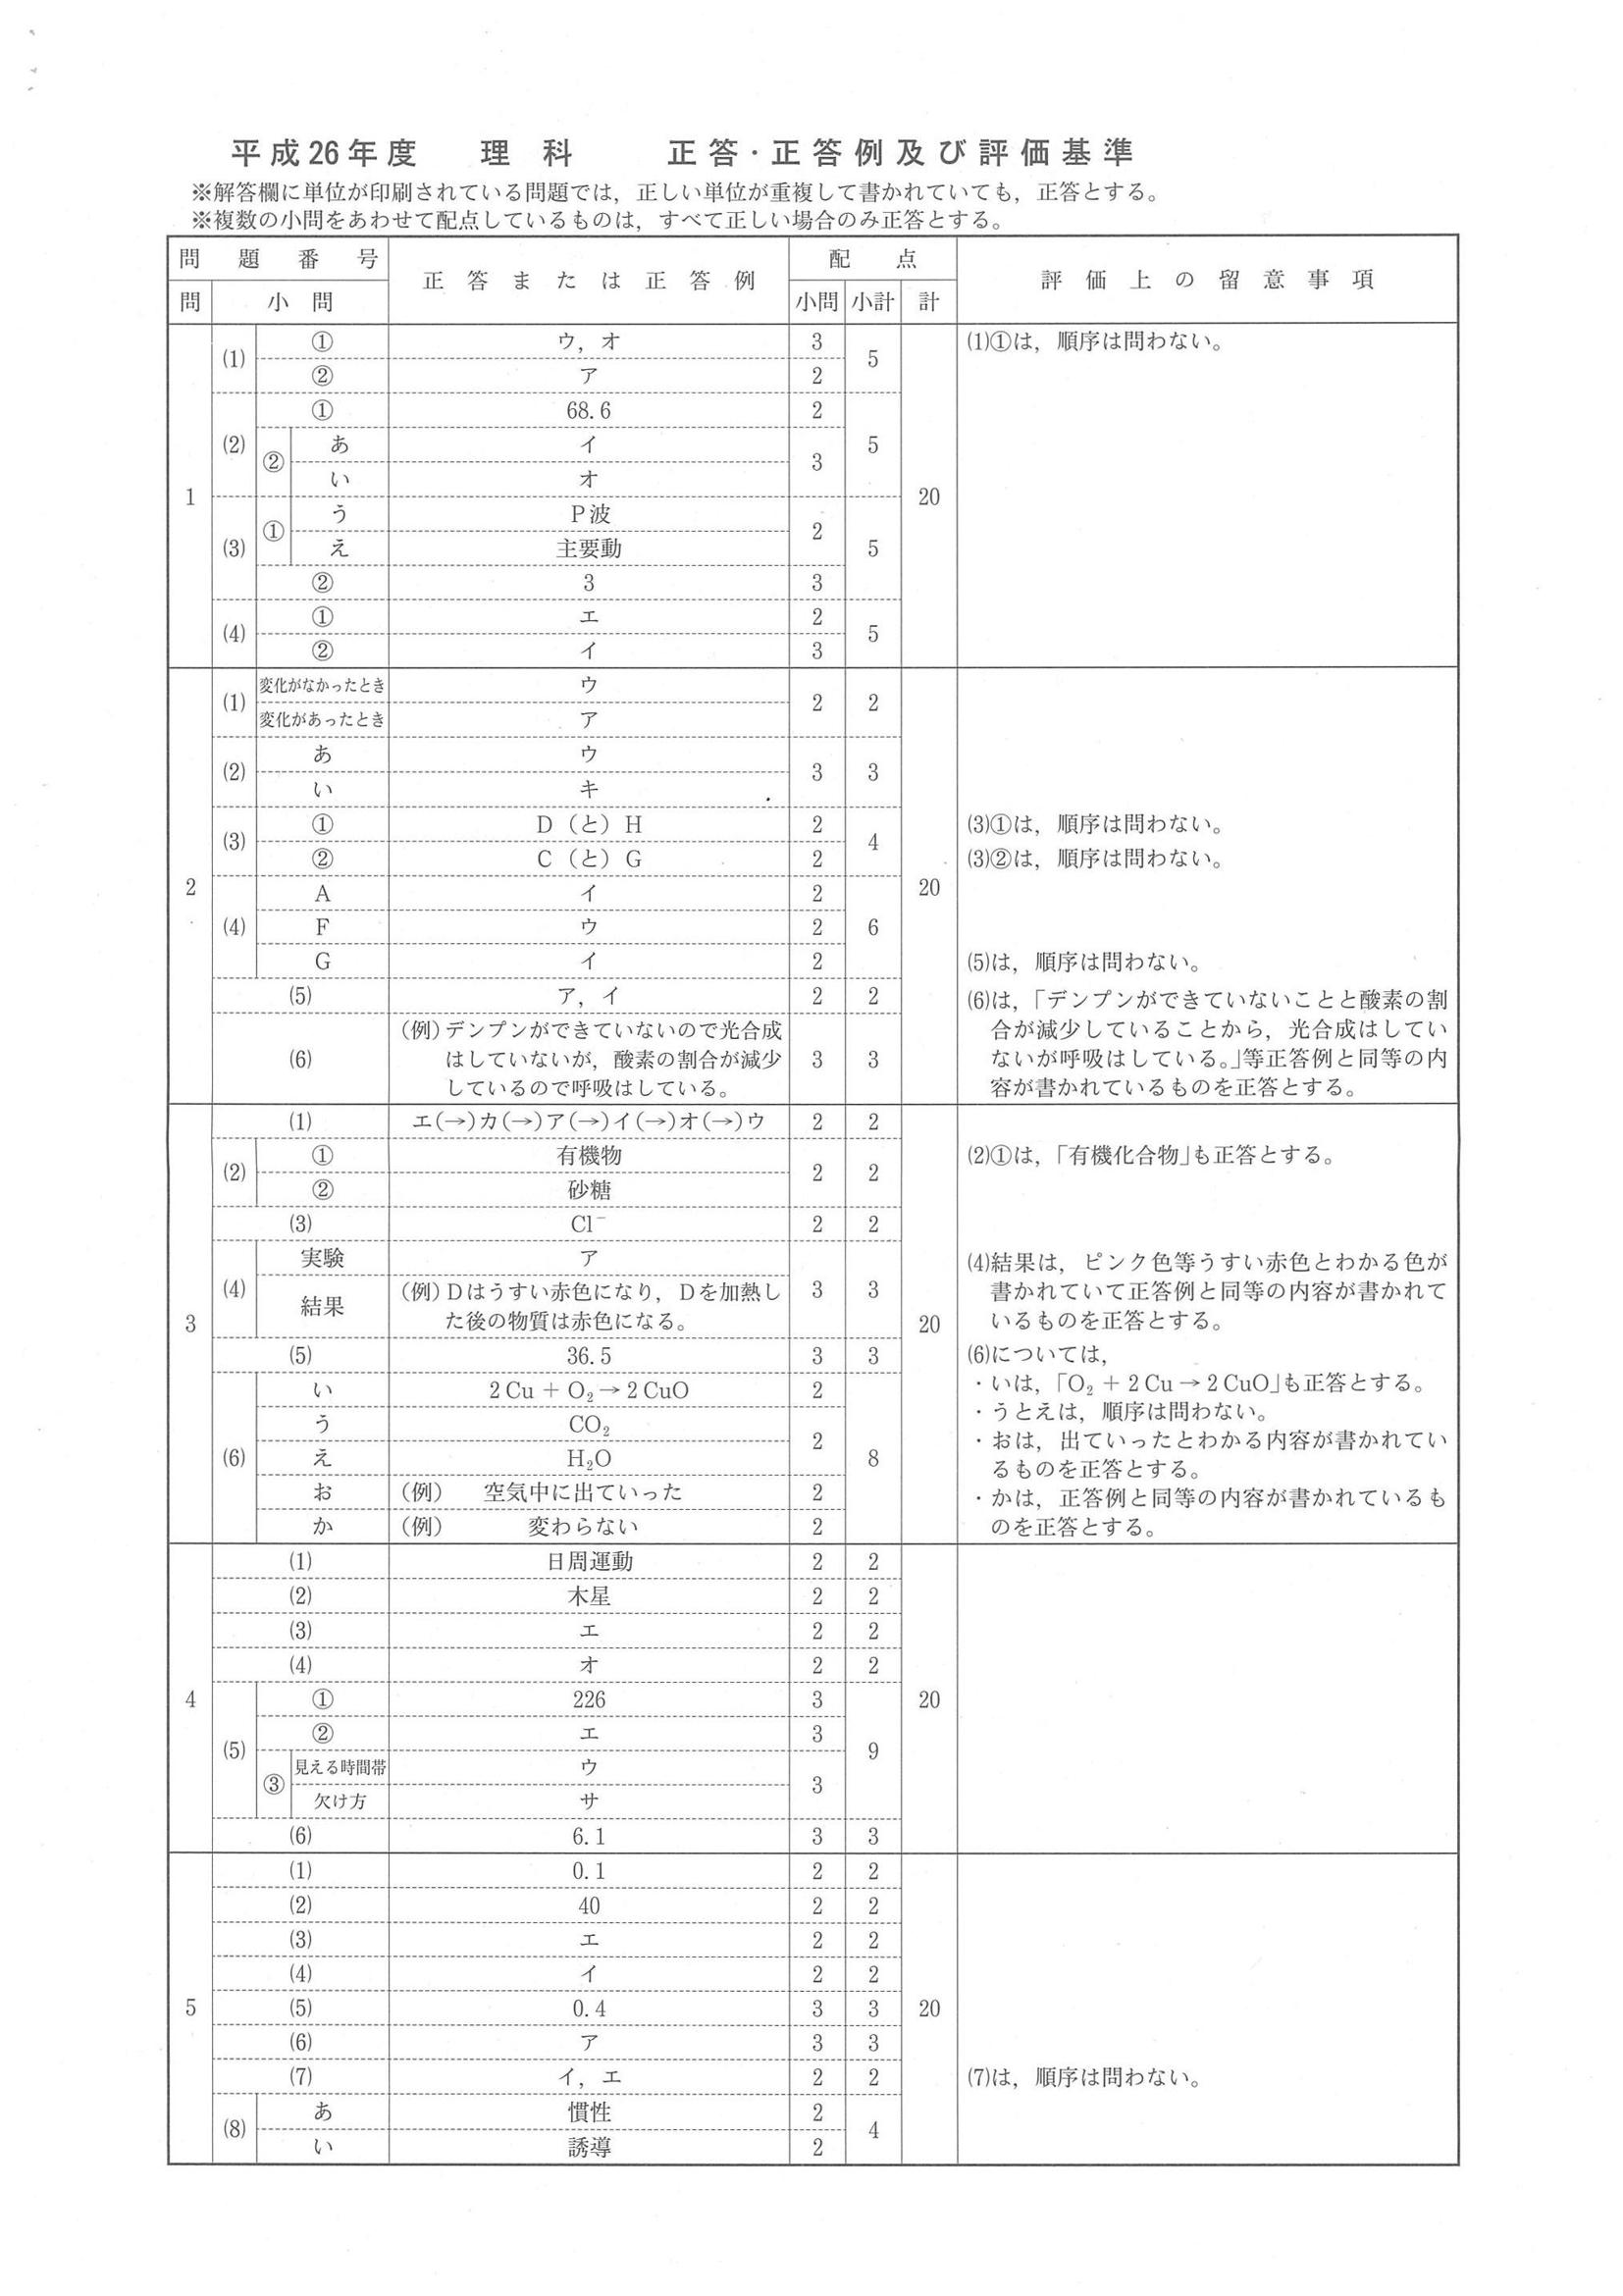 平成26年度 理科 正答・正答例及び評価基準
※解答欄に単位が印刷されている問題では，正しい単位が重複して書かれていても，正答とする。
※複数の小問をあわせて配点しているものは，すべて正しい場合のみ正答とする。
問題番号 正答または正答例 配点 評価上の留意事項
問 小問 小問 小計 計
1 (1) ① ウ，オ 3 5 20 (1)①は，順序は問わない。
② ア 2
(2) ① 68.6 2 5
② あ イ 3
い オ
(3) ① う P波 2 5
え 主要動
② 3 3
(4) ① エ 2 5
② イ 3
2 (1) 変化がなかったとき ウ 2 2 20
変化があったとき ア
(2) あ ウ 3 3
い キ
(3) ① D（と）H 2 4 (3)①は，順序は問わない。
② C（と）G 2 (3)②は，順序は問わない。
(4) A イ 2 6
F ウ 2
G イ 2 (5)は，順序は問わない。
(5) ア，イ 2 2 (6)は，「デンプンができていないことと酸素の割
合が減少していることから，光合成はしてい
ないが呼吸はしている。」等正答例と同等の内
容が書かれているものを正答とする。
(6) （例）デンプンができていないので光合成 3 3
はしていないが，酸素の割合が減少
しているので呼吸はしている。
3 (1) エ(→)カ(→)ア(→)イ(→)オ(→)ウ 2 2 20
(2) ① 有機物 2 2 (2)①は，「有機化合物」も正答とする。
② 砂糖
(3) Cl⁻ 2 2
(4) 実験 ア 3 3 (4)結果は，ピンク色等うすい赤色とわかる色が
書かれていて正答例と同等の内容が書かれて
いるものを正答とする。
結果 （例）Dはうすい赤色になり，Dを加熱し
た後の物質は赤色になる。
(5) 36.5 3 3 (6)については，
(6) い 2Cu + O₂ → 2CuO 2 8 ・いは，「O₂ + 2Cu → 2CuO」も正答とする。
う CO₂ 2 ・うとえは，順序は問わない。
え H₂O ・おは，出ていったとわかる内容が書かれてい
るものを正答とする。
お （例） 空気中に出ていった 2 ・かは，正答例と同等の内容が書かれているも
か （例） 変わらない 2 のを正答とする。
4 (1) 日周運動 2 2 20
(2) 木星 2 2
(3) エ 2 2
(4) オ 2 2
(5) ① 226 3 9
② エ 3
③ 見える時間帯 ウ 3
欠け方 サ
(6) 6.1 3 3
5 (1) 0.1 2 2 20
(2) 40 2 2
(3) エ 2 2
(4) イ 2 2
(5) 0.4 3 3
(6) ア 3 3
(7) イ，エ 2 2 (7)は，順序は問わない。
(8) あ 慣性 2 4
い 誘導 2